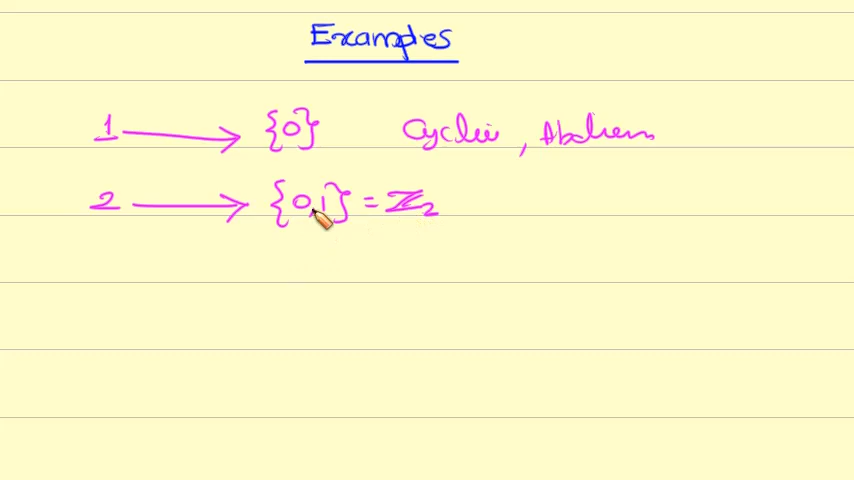 Examples
1 → {0} Cyclic, Abelian
2 → {0,1} = ℤ₂